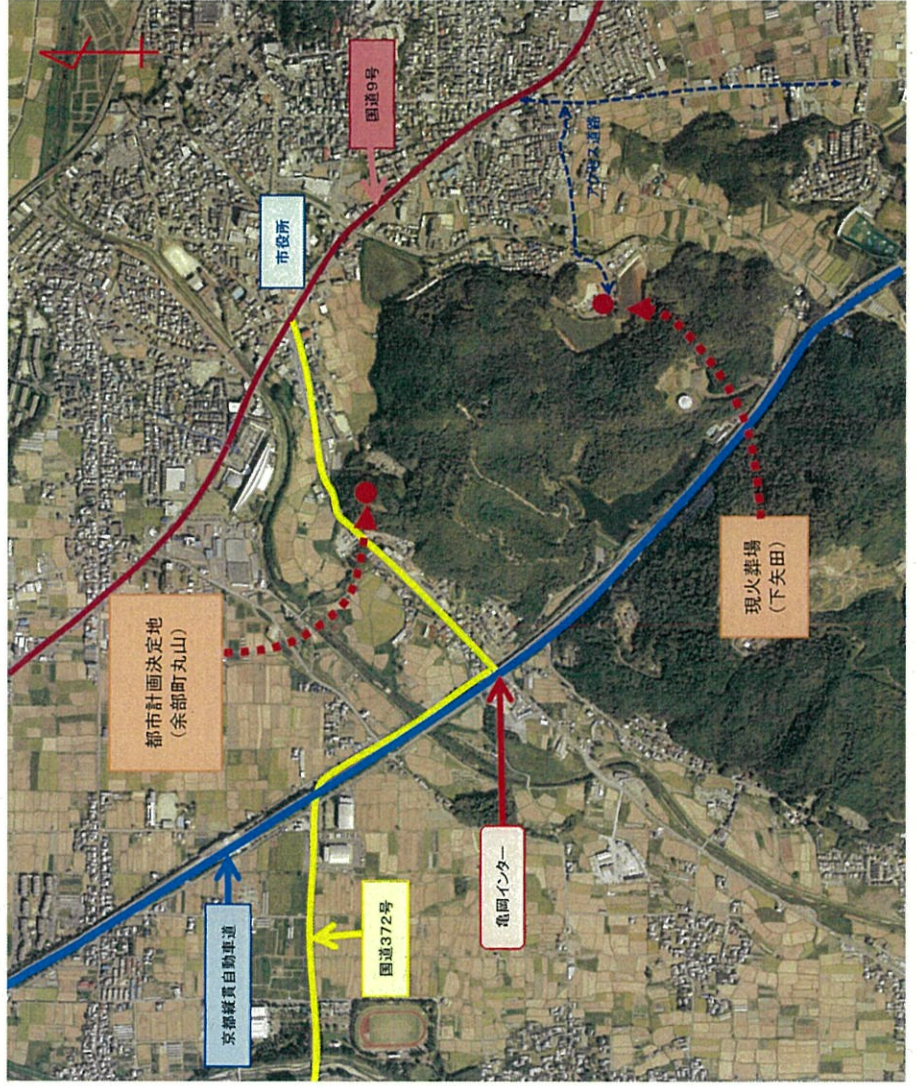 国道9号
市役所
アクセス道路
都市計画決定地
(余部町丸山)
現火葬場
(下矢田)
亀岡インター
京都縦貫自動車道
国道372号